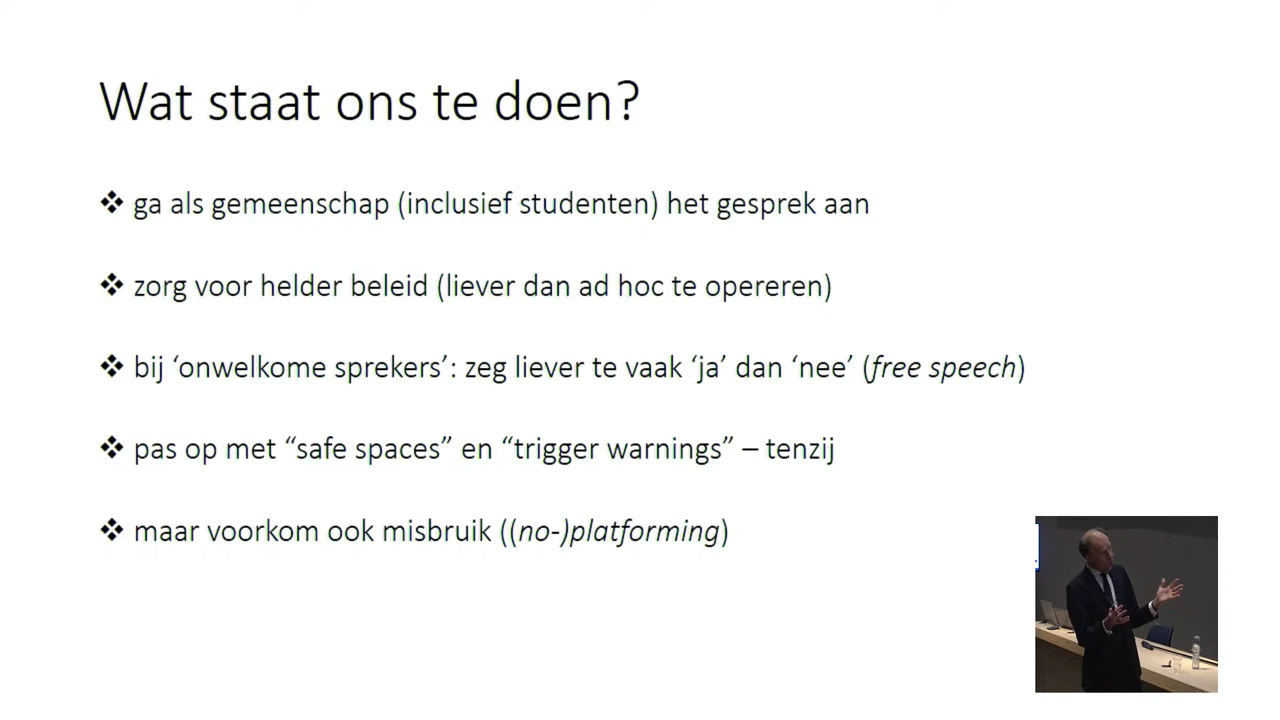 Wat staat ons te doen?
❖ ga als gemeenschap (inclusief studenten) het gesprek aan
❖ zorg voor helder beleid (liever dan ad hoc te opereren)
❖ bij ‘onwelkome sprekers’: zeg liever te vaak ‘ja’ dan ‘nee’ (free speech)
❖ pas op met “safe spaces” en “trigger warnings” – tenzij
❖ maar voorkom ook misbruik ((no-)platforming)